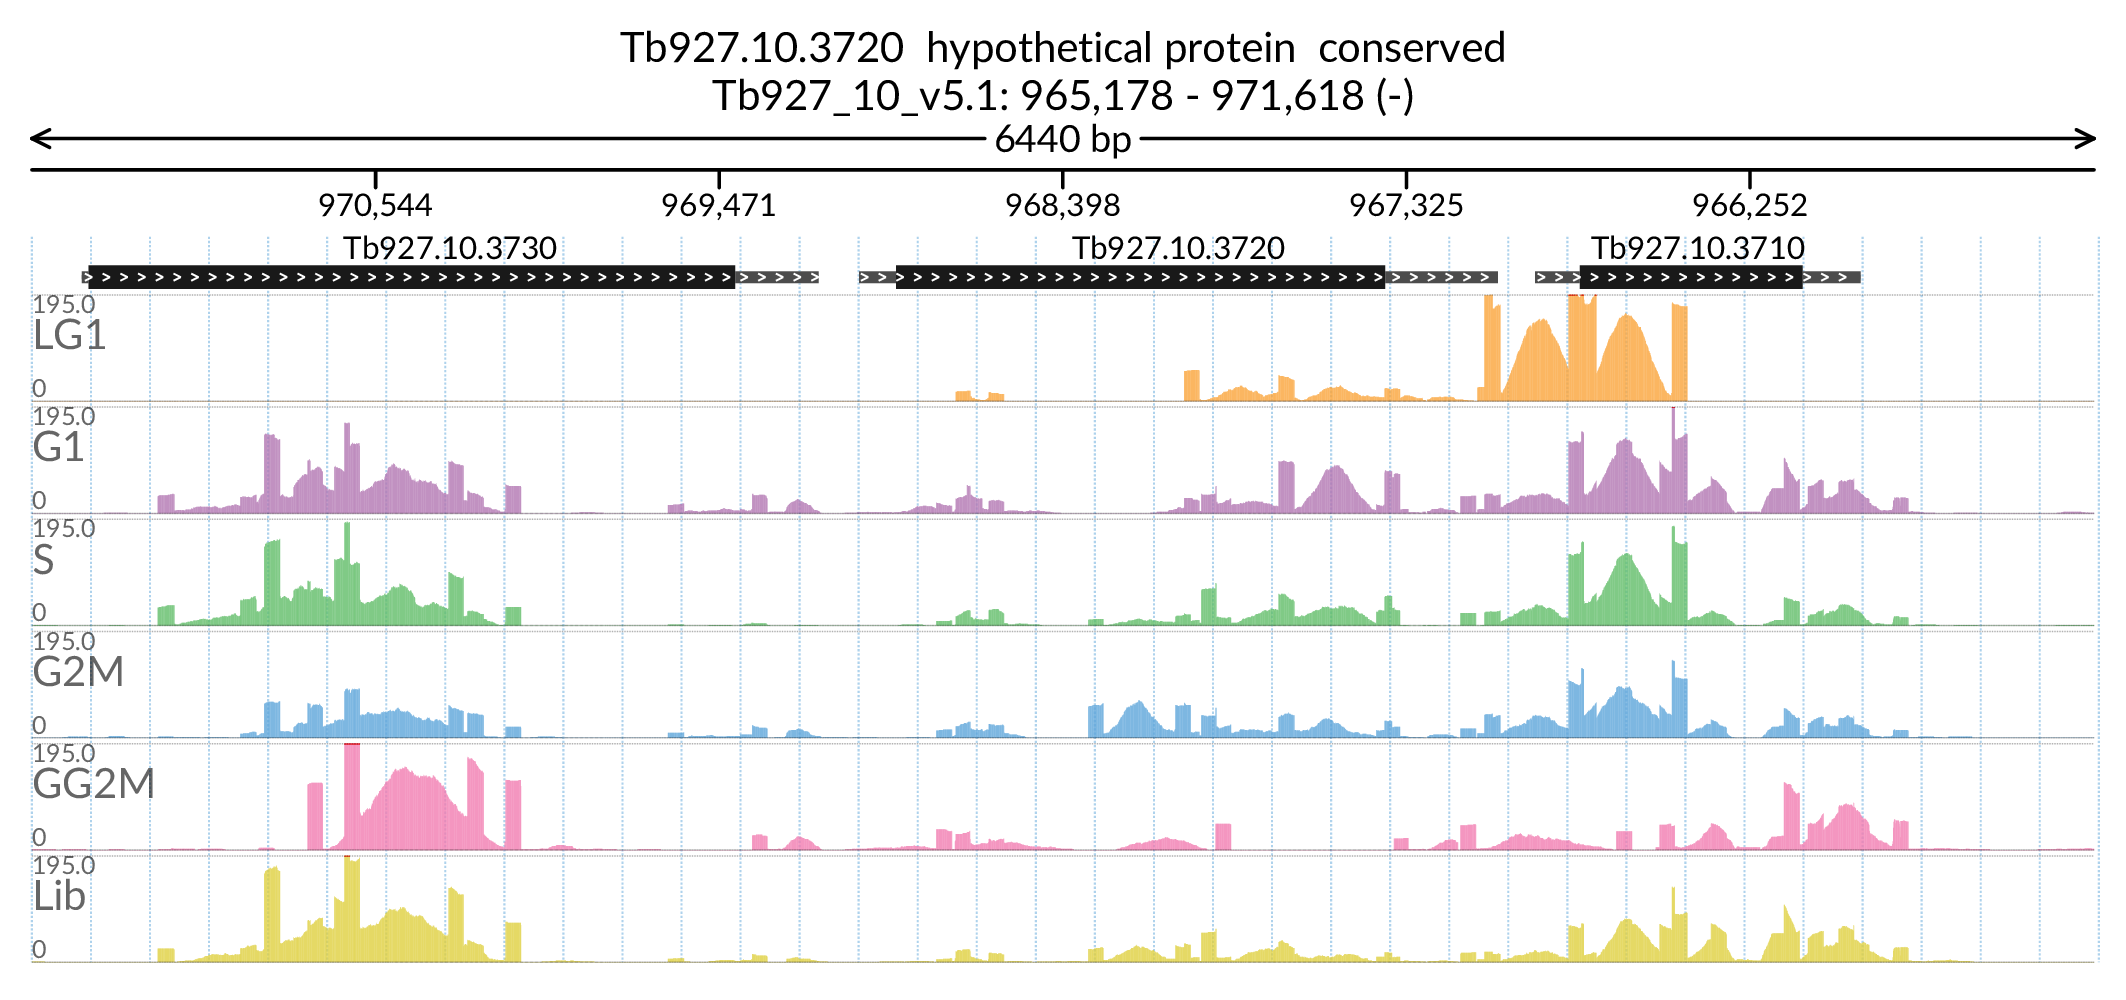 Tb927.10.3720  hypothetical protein  conserved
Tb927_10_v5.1: 965,178 - 971,618 (-)
6440 bp
970,544 969,471 968,398 967,325 966,252
Tb927.10.3730 Tb927.10.3720 Tb927.10.3710
195.0
LG1
0
195.0
G1
0
195.0
S
0
195.0
G2M
0
195.0
GG2M
0
195.0
Lib
0